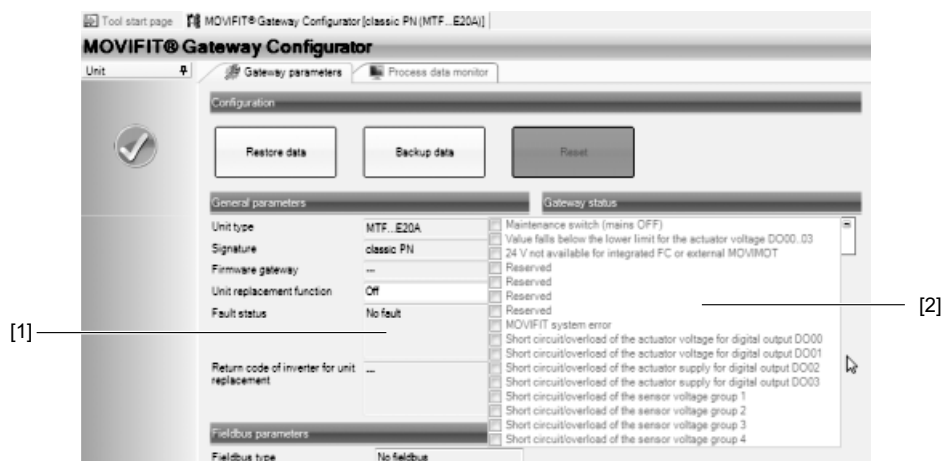 Tool start page MOVIFIT® Gateway Configurator [classic PN (MTF...E20A)]
MOVIFIT® Gateway Configurator
Unit
Gateway parameters Process data monitor
Configuration
Restore data Backup data Reset
General parameters Gateway status
Unit type MTF...E20A
Signature classic PN
Firmware gateway ---
Unit replacement function Off
Fault status No fault
Return code of inverter for unit replacement ---
Maintenance switch (mains OFF)
Value falls below the lower limit for the actuator voltage DO00..03
24 V not available for integrated FC or external MOVIMOT
Reserved
Reserved
Reserved
Reserved
MOVIFIT system error
Short circuit/overload of the actuator voltage for digital output DO00
Short circuit/overload of the actuator voltage for digital output DO01
Short circuit/overload of the actuator supply for digital output DO02
Short circuit/overload of the actuator supply for digital output DO03
Short circuit/overload of the sensor voltage group 1
Short circuit/overload of the sensor voltage group 2
Short circuit/overload of the sensor voltage group 3
Short circuit/overload of the sensor voltage group 4
[1]
[2]
Fieldbus parameters
Fieldbus type No fieldbus